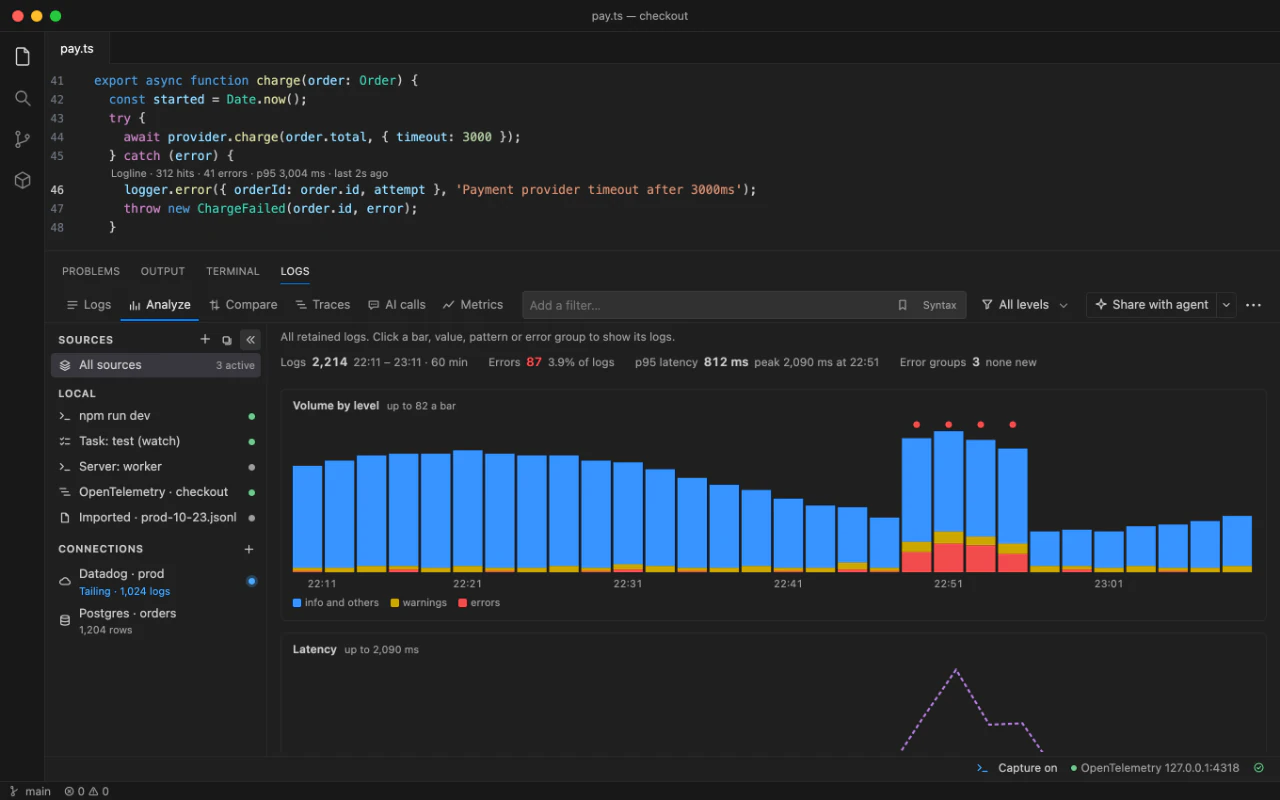 pay.ts — checkout
pay.ts
41 export async function charge(order: Order) {
42 const started = Date.now();
43 try {
44 await provider.charge(order.total, { timeout: 3000 });
45 } catch (error) {
Logline · 312 hits · 41 errors · p95 3,004 ms · last 2s ago
46 logger.error({ orderId: order.id, attempt }, 'Payment provider timeout after 3000ms');
47 throw new ChargeFailed(order.id, error);
48 }
PROBLEMS OUTPUT TERMINAL LOGS
Logs Analyze Compare Traces AI calls Metrics Add a filter... Syntax All levels Share with agent
SOURCES
All sources 3 active
LOCAL
npm run dev
Task: test (watch)
Server: worker
OpenTelemetry · checkout
Imported · prod-10-23.jsonl
CONNECTIONS
Datadog · prod
Tailing · 1,024 logs
Postgres · orders
1,204 rows
All retained logs. Click a bar, value, pattern or error group to show its logs.
Logs 2,214 22:11 – 23:11 · 60 min Errors 87 3.9% of logs p95 latency 812 ms peak 2,090 ms at 22:51 Error groups 3 none new
Volume by level up to 82 a bar
22:11 22:21 22:31 22:41 22:51 23:01
info and others warnings errors
Latency up to 2,090 ms
Capture on OpenTelemetry 127.0.0.1:4318
main 0 0